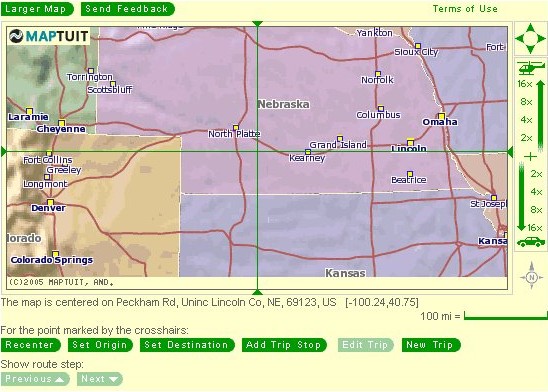 Larger Map Send Feedback Terms of Use
MAPTUIT
Yankton
Sioux City
Fort
Torrington
Scottsbluff
Norfolk
Nebraska
Laramie
Columbus
Cheyenne
North Platte
Omaha
Grand Island
Lincoln
Kearney
Fort Collins
Greeley
Longmont
Beatrice
Denver
St Joseph
lorado
Kansa
Colorado Springs
Kansas
(C)2005 MAPTUIT, AND.
16x
8x
4x
2x
2x
4x
8x
16x
N
The map is centered on Peckham Rd, Uninc Lincoln Co, NE, 69123, US [-100.24,40.75]
100 mi =
For the point marked by the crosshairs:
Recenter Set Origin Set Destination Add Trip Stop Edit Trip New Trip
Show route step:
Previous Next